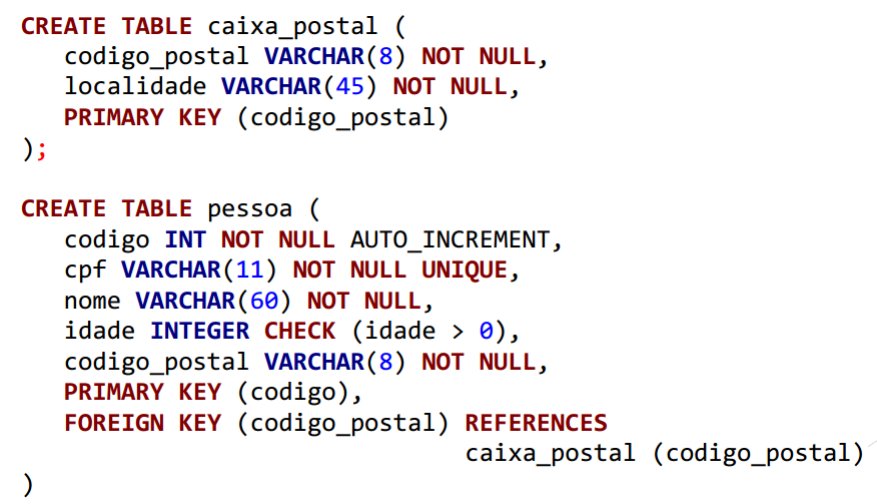 CREATE TABLE caixa_postal (
codigo_postal VARCHAR(8) NOT NULL,
localidade VARCHAR(45) NOT NULL,
PRIMARY KEY (codigo_postal)
);
CREATE TABLE pessoa (
codigo INT NOT NULL AUTO_INCREMENT,
cpf VARCHAR(11) NOT NULL UNIQUE,
nome VARCHAR(60) NOT NULL,
idade INTEGER CHECK (idade > 0),
codigo_postal VARCHAR(8) NOT NULL,
PRIMARY KEY (codigo),
FOREIGN KEY (codigo_postal) REFERENCES
caixa_postal (codigo_postal)
)